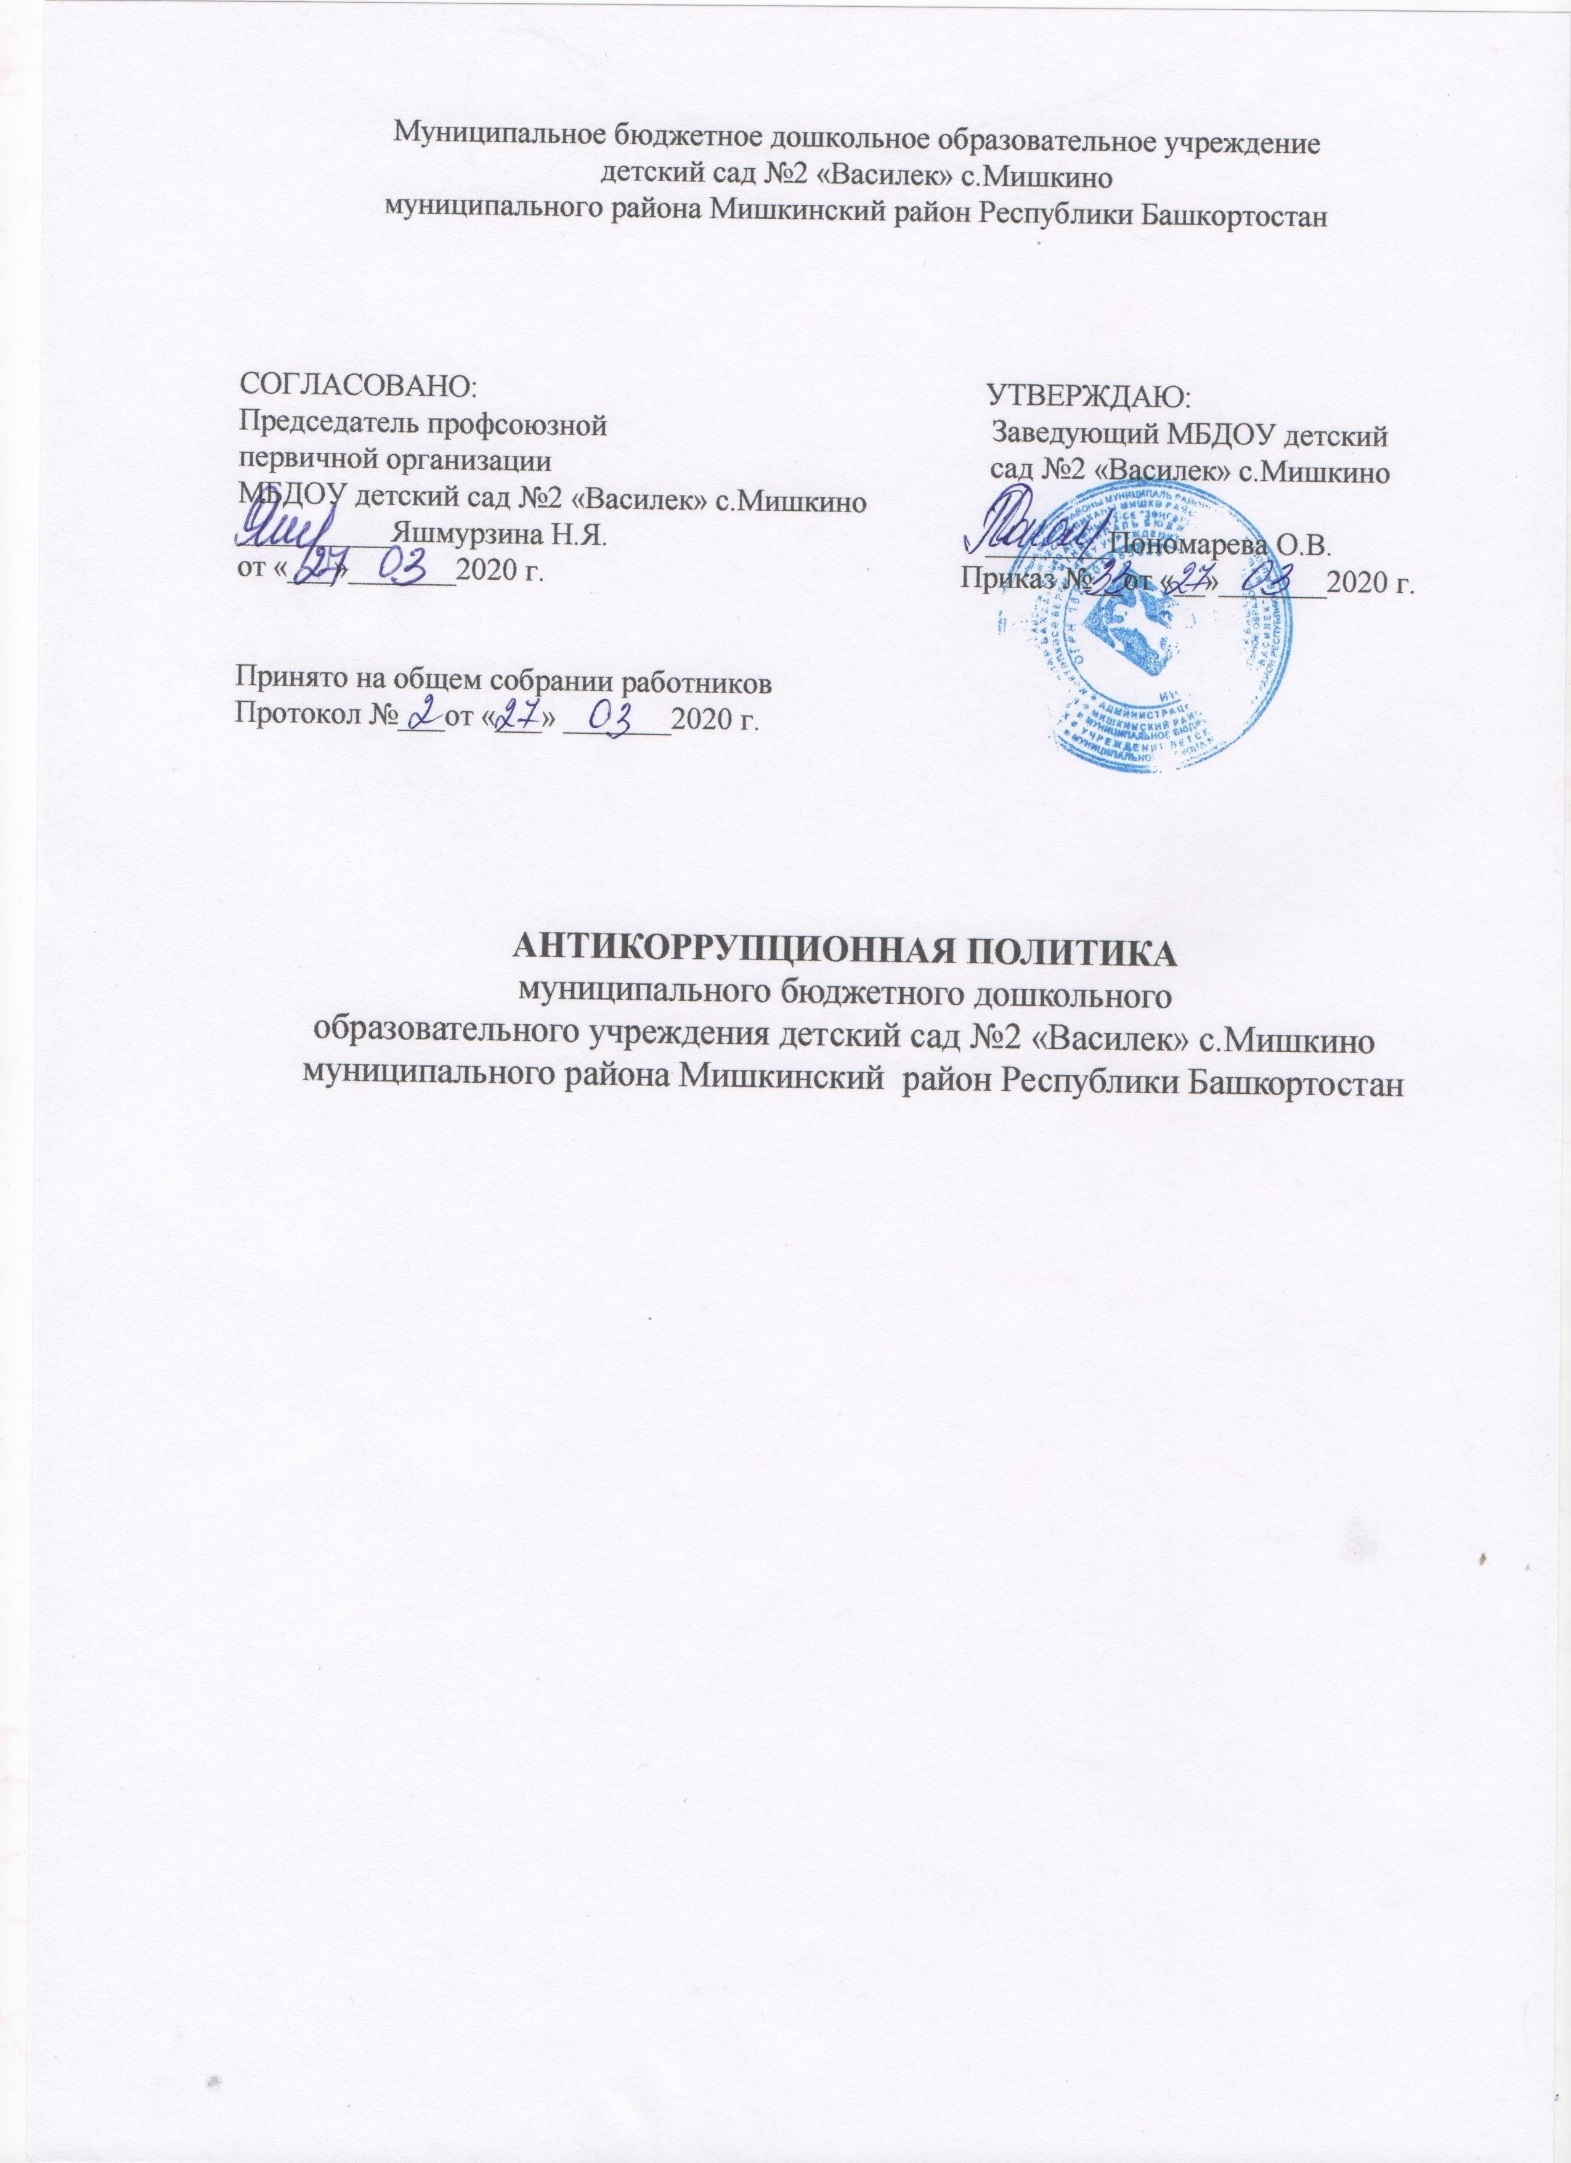 Муниципальное бюджетное дошкольное образовательное учреждение
детский сад №2 «Василек» с.Мишкино
муниципального района Мишкинский район Республики Башкортостан
СОГЛАСОВАНО:
Председатель профсоюзной
первичной организации
МБДОУ детский сад №2 «Василек» с.Мишкино
Яшмурзина Н.Я.
от «27» 03 2020 г.
УТВЕРЖДАЮ:
Заведующий МБДОУ детский
сад №2 «Василек» с.Мишкино
Пономарева О.В.
Приказ № 33 от «27» 03 2020 г.
Принято на общем собрании работников
Протокол № 2 от «27» 03 2020 г.
АНТИКОРРУПЦИОННАЯ ПОЛИТИКА
муниципального бюджетного дошкольного
образовательного учреждения детский сад №2 «Василек» с.Мишкино
муниципального района Мишкинский  район Республики Башкортостан